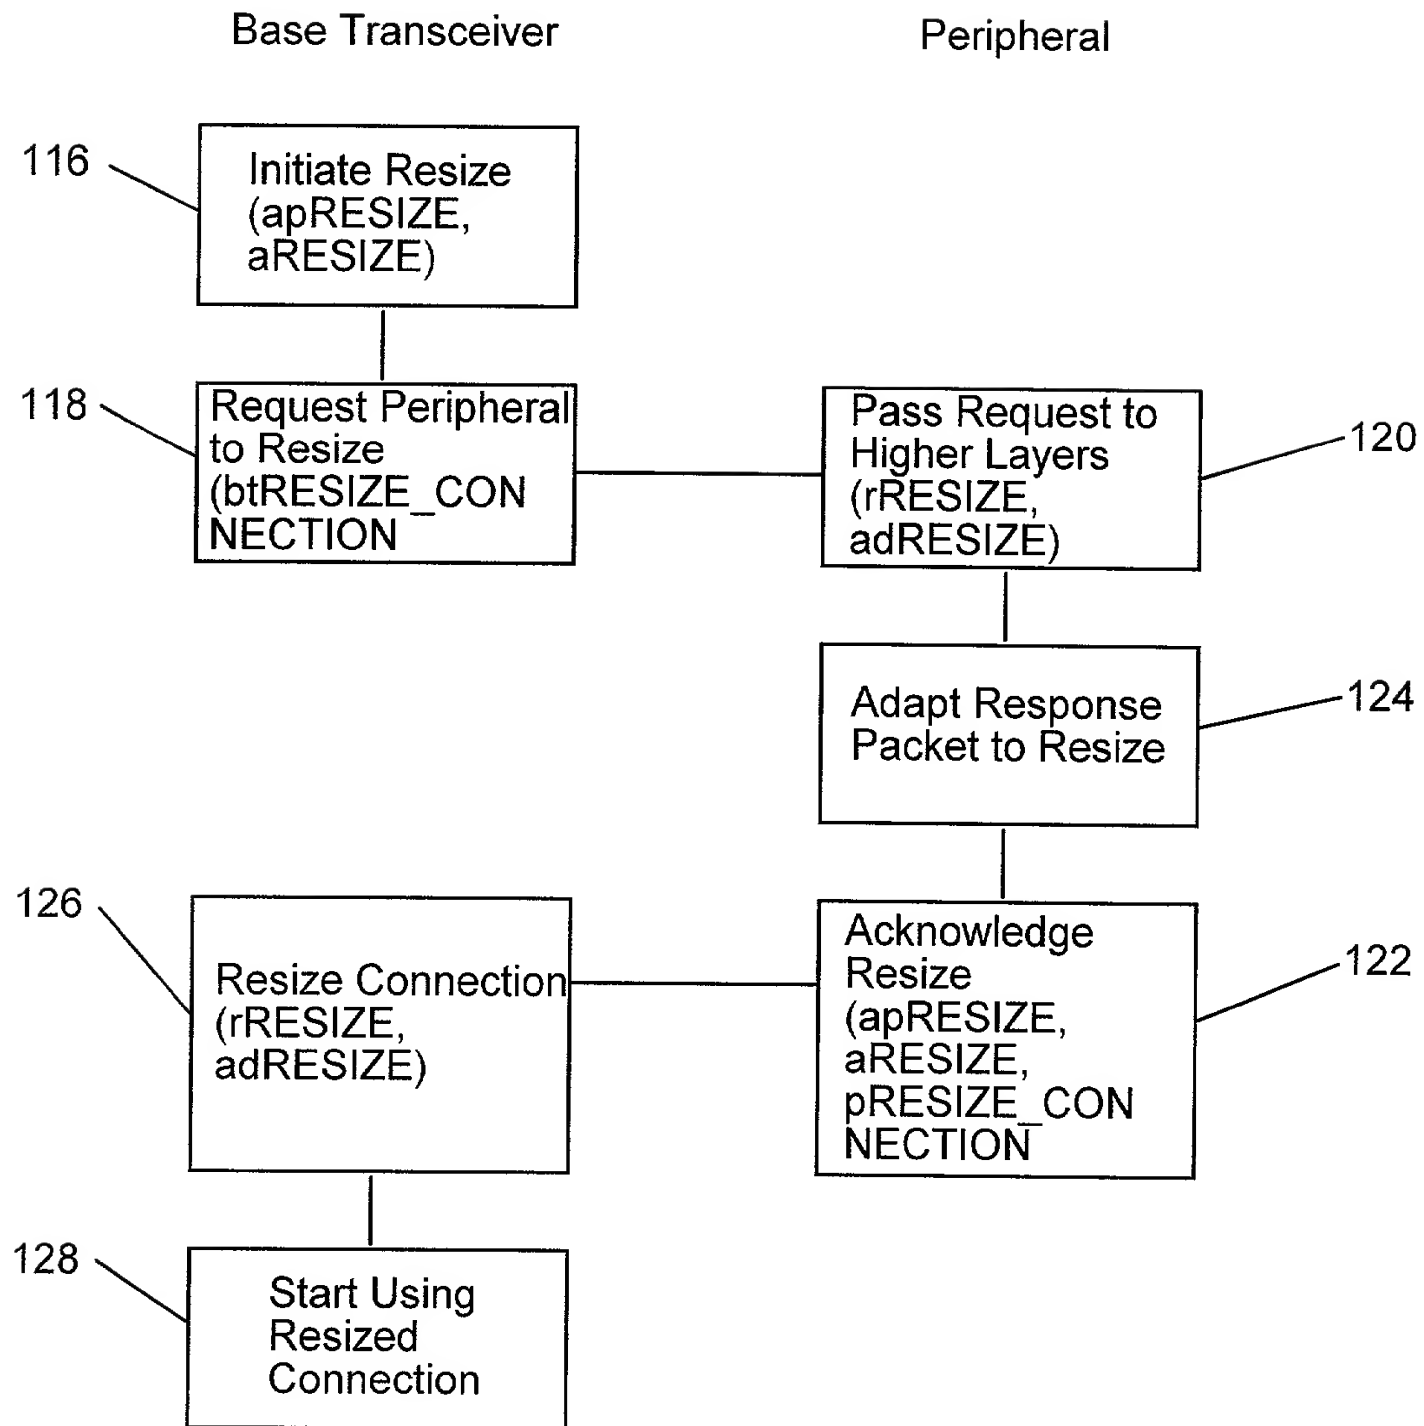 Base Transceiver
Peripheral
116
Initiate Resize
(apRESIZE,
aRESIZE)
118
Request Peripheral
to Resize
(btRESIZE_CON
NECTION
Pass Request to
Higher Layers
(rRESIZE,
adRESIZE)
120
Adapt Response
Packet to Resize
124
126
Resize Connection
(rRESIZE,
adRESIZE)
Acknowledge
Resize
(apRESIZE,
aRESIZE,
pRESIZE_CON
NECTION
122
128
Start Using
Resized
Connection